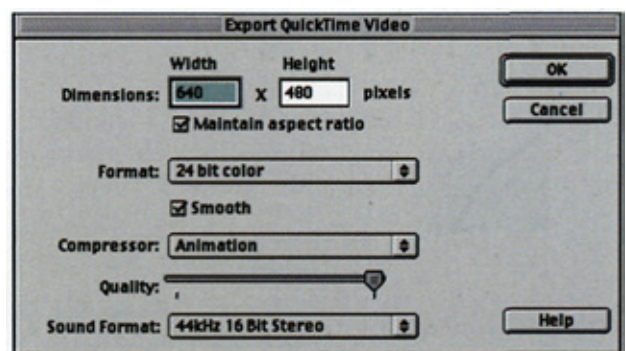 Export QuickTime Video
Width Height
Dimensions: 640 x 480 pixels
Maintain aspect ratio
Format: 24 bit color
Smooth
Compressor: Animation
Quality:
Sound Format: 44kHz 16 Bit Stereo
OK
Cancel
Help